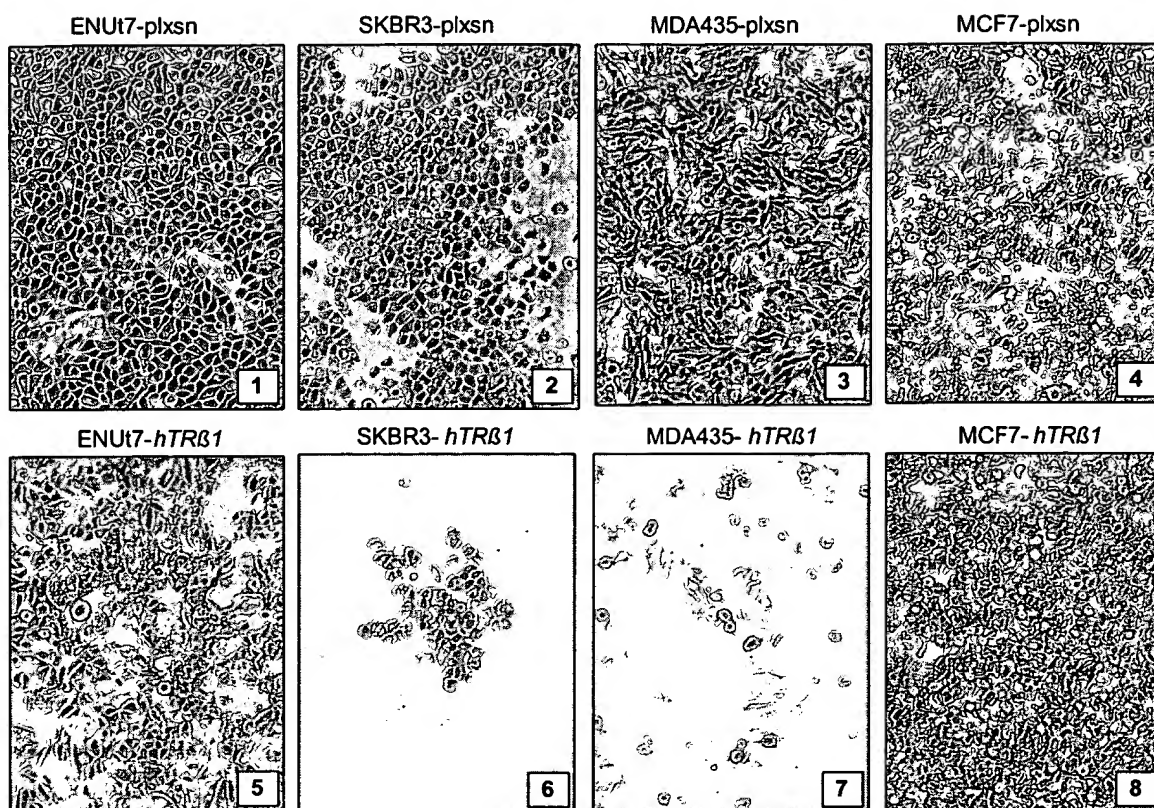 ENUt7-plxsn
SKBR3-plxsn
MDA435-plxsn
MCF7-plxsn
1
2
3
4
ENUt7-hTRß1
SKBR3- hTRß1
MDA435- hTRß1
MCF7-hTRß1
5
6
7
8